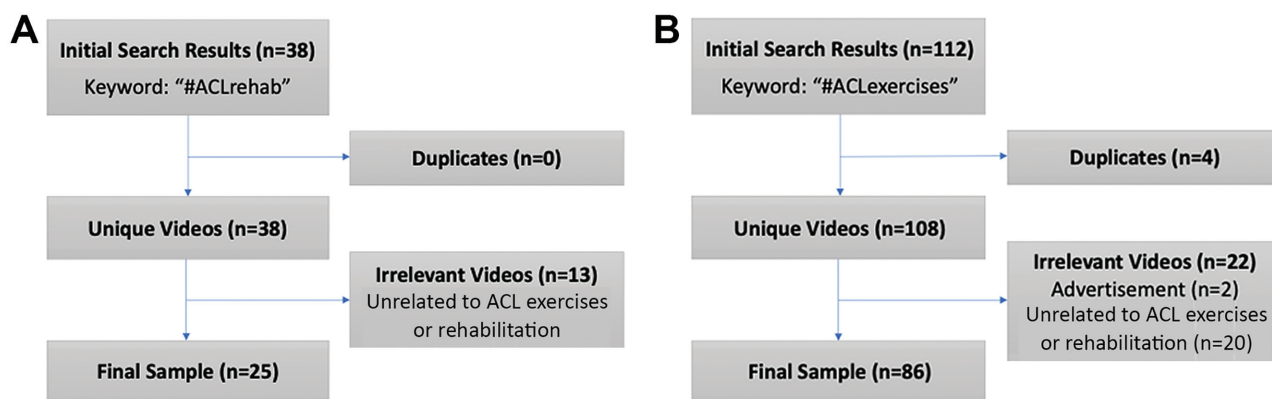 A
Initial Search Results (n=38)
Keyword: “#ACLrehab”
Duplicates (n=0)
Unique Videos (n=38)
Irrelevant Videos (n=13)
Unrelated to ACL exercises
or rehabilitation
Final Sample (n=25)
B
Initial Search Results (n=112)
Keyword: “#ACLexercises”
Duplicates (n=4)
Unique Videos (n=108)
Irrelevant Videos (n=22)
Advertisement (n=2)
Unrelated to ACL exercises
or rehabilitation (n=20)
Final Sample (n=86)